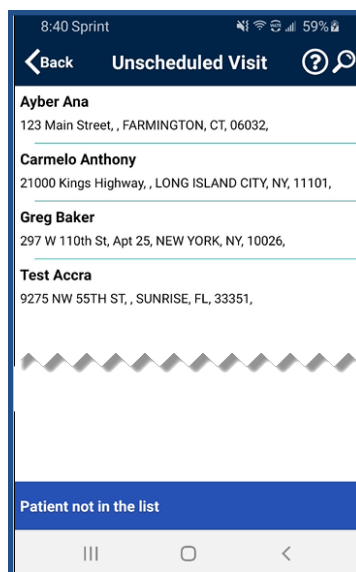 8:40 Sprint 59%
Back Unscheduled Visit ?
Ayber Ana
123 Main Street, , FARMINGTON, CT, 06032,
Carmelo Anthony
21000 Kings Highway, , LONG ISLAND CITY, NY, 11101,
Greg Baker
297 W 110th St, Apt 25, NEW YORK, NY, 10026,
Test Accra
9275 NW 55TH ST, , SUNRISE, FL, 33351,
Patient not in the list